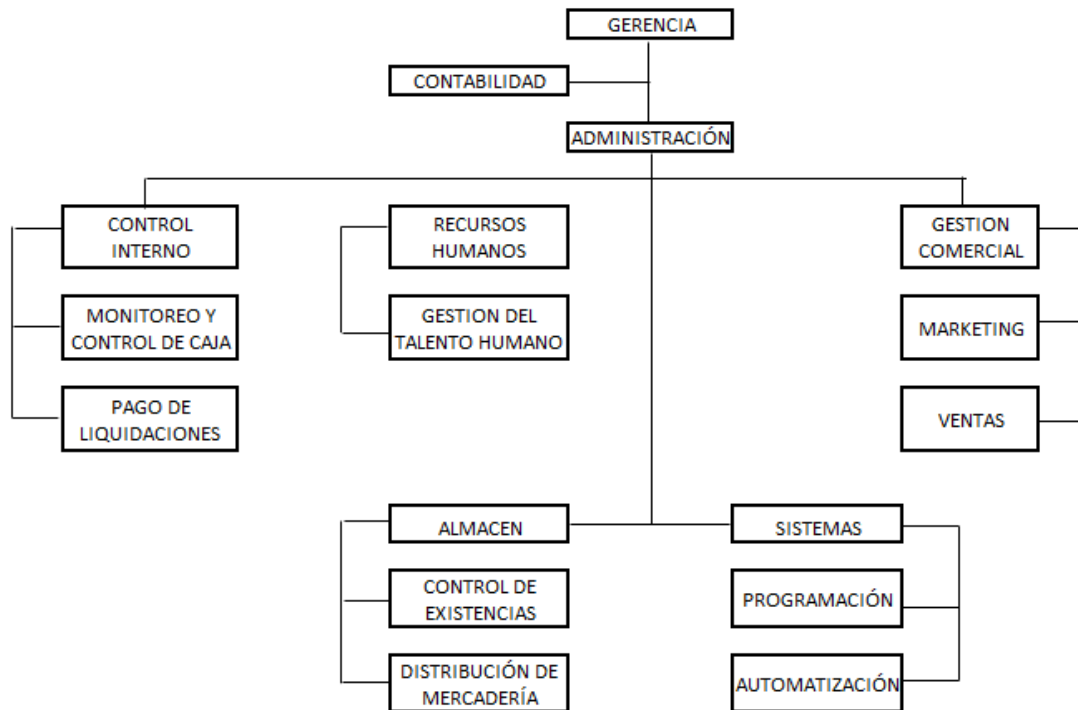 GERENCIA
CONTABILIDAD
ADMINISTRACIÓN
CONTROL
INTERNO
RECURSOS
HUMANOS
GESTION
COMERCIAL
MONITOREO Y
CONTROL DE CAJA
GESTION DEL
TALENTO HUMANO
MARKETING
PAGO DE
LIQUIDACIONES
VENTAS
ALMACEN
SISTEMAS
CONTROL DE
EXISTENCIAS
PROGRAMACIÓN
DISTRIBUCIÓN DE
MERCADERÍA
AUTOMATIZACIÓN